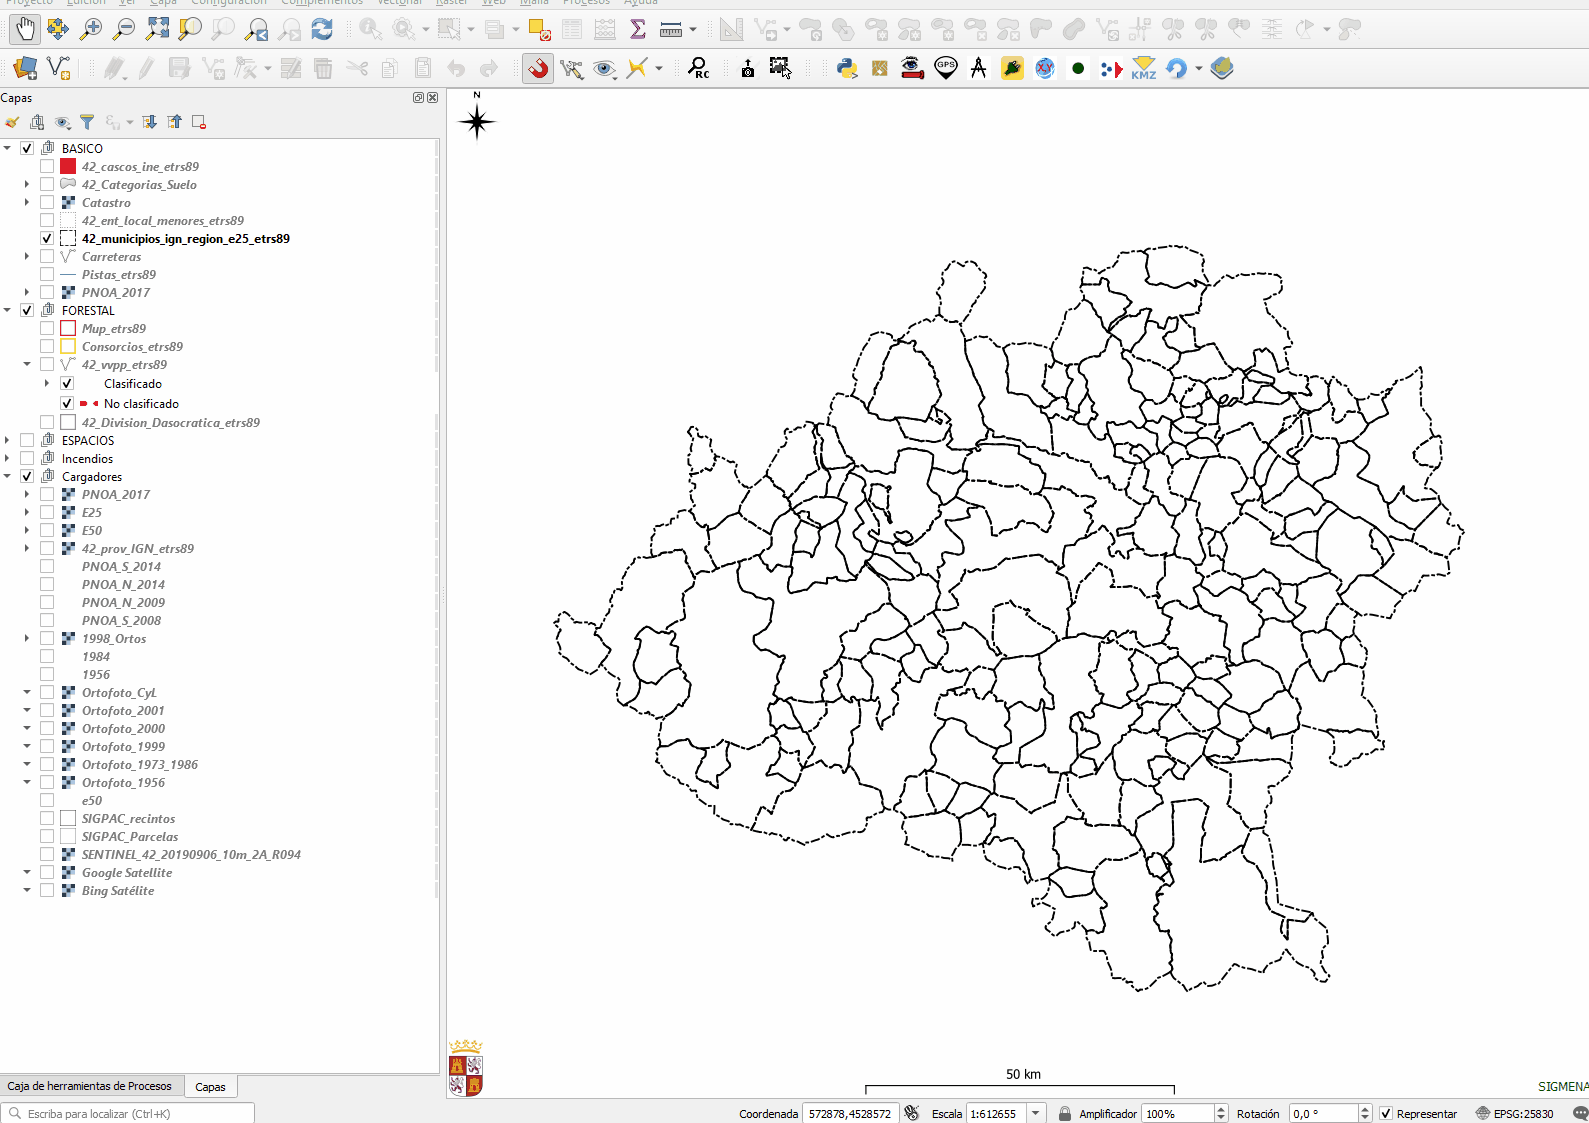 Proyecto Edición Ver Capa Configuración Complementos Vectorial Ráster Web Malla Procesos Ayuda
RC
GPS
X,Y
KMZ
Capas
BASICO
42_cascos_ine_etrs89
42_Categorias_Suelo
Catastro
42_ent_local_menores_etrs89
42_municipios_ign_region_e25_etrs89
Carreteras
Pistas_etrs89
PNOA_2017
FORESTAL
Mup_etrs89
Consorcios_etrs89
42_vvpp_etrs89
Clasificado
No clasificado
42_Division_Dasocratica_etrs89
ESPACIOS
Incendios
Cargadores
PNOA_2017
E25
E50
42_prov_IGN_etrs89
PNOA_S_2014
PNOA_N_2014
PNOA_N_2009
PNOA_S_2008
1998_Ortos
1984
1956
Ortofoto_CyL
Ortofoto_2001
Ortofoto_2000
Ortofoto_1999
Ortofoto_1973_1986
Ortofoto_1956
e50
SIGPAC_recintos
SIGPAC_Parcelas
SENTINEL_42_20190906_10m_2A_R094
Google Satellite
Bing Satélite
N
50 km
SIGMENA
Caja de herramientas de Procesos Capas
Escriba para localizar (Ctrl+K)
Coordenada 572878,4528572 Escala 1:612655 Amplificador 100% Rotación 0,0 ° Representar EPSG:25830